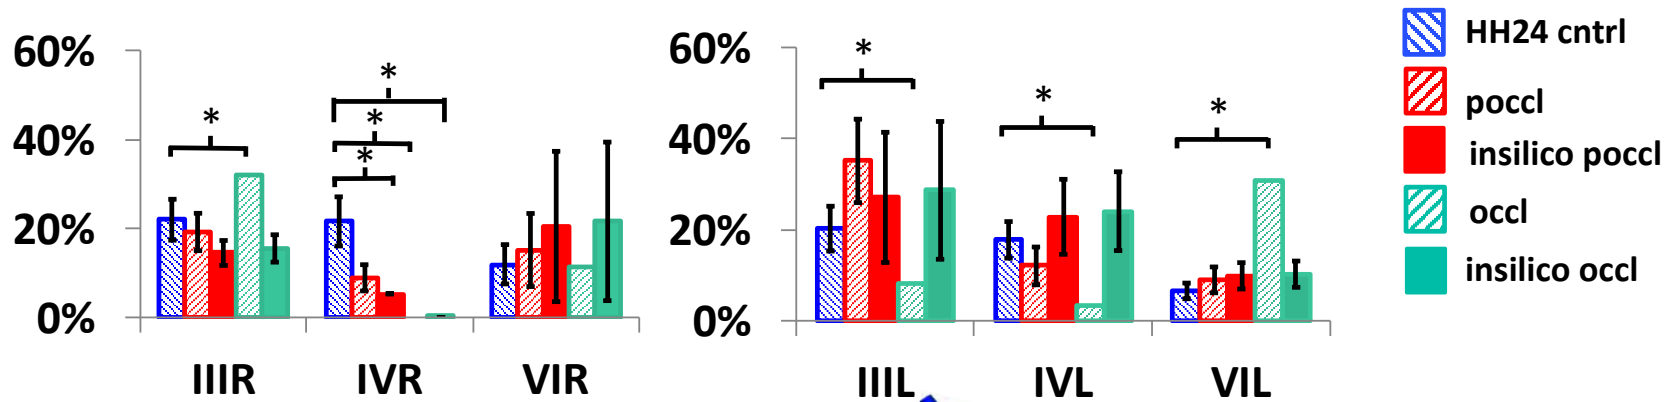 60%
40%
20%
0%
*
*
*
*
IIIR
IVR
VIR
60%
40%
20%
0%
*
*
*
IIIL
IVL
VIL
HH24 cntrl
poccl
insilico poccl
occl
insilico occl